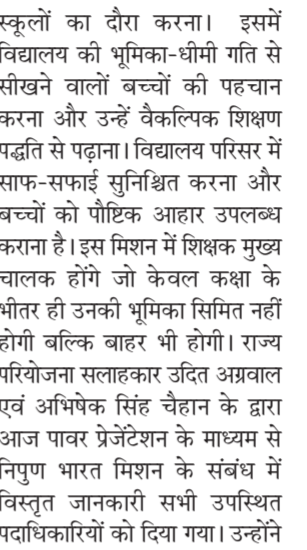 स्कूलों का दौरा करना। इसमें
विद्यालय की भूमिका-धीमी गति से
सीखने वालों बच्चों की पहचान
करना और उन्हें वैकल्पिक शिक्षण
पद्धति से पढ़ाना। विद्यालय परिसर में
साफ-सफाई सुनिश्चित करना और
बच्चों को पौष्टिक आहार उपलब्ध
कराना है। इस मिशन में शिक्षक मुख्य
चालक होंगे जो केवल कक्षा के
भीतर ही उनकी भूमिका सिमित नहीं
होगी बल्कि बाहर भी होगी। राज्य
परियोजना सलाहकार उदित अग्रवाल
एवं अभिषेक सिंह चैहान के द्वारा
आज पावर प्रेजेंटेशन के माध्यम से
निपुण भारत मिशन के संबंध में
विस्तृत जानकारी सभी उपस्थित
पदाधिकारियों को दिया गया। उन्होंने